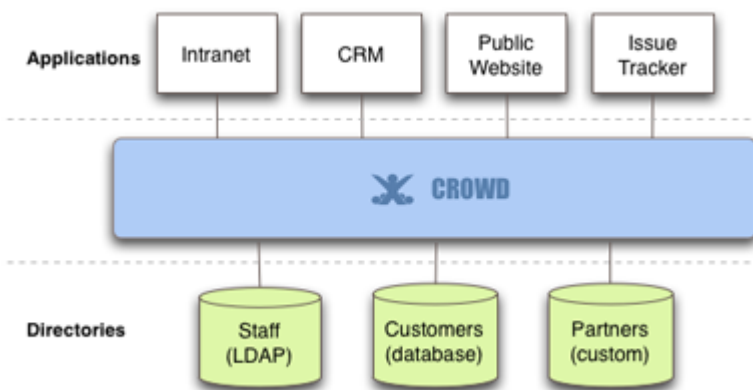 Applications
Intranet
CRM
Public
Website
Issue
Tracker
CROWD
Directories
Staff
(LDAP)
Customers
(database)
Partners
(custom)